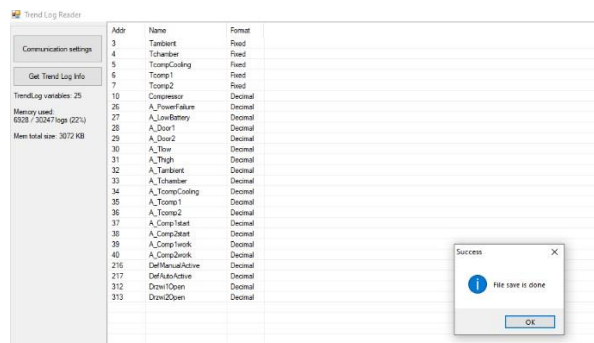 Trend Log Reader
Communication settings
Get Trend Log Info
TrendLog variables: 25
Memory used:
6928 / 30247 logs (22%)
Mem total size: 3072 KB
Addr Name Format
3 Tambient Fixed
4 Tchamber Fixed
5 TcompCooling Fixed
6 Tcomp1 Fixed
7 Tcomp2 Fixed
10 Compressor Decimal
26 A_PowerFailure Decimal
27 A_LowBattery Decimal
28 A_Door1 Decimal
29 A_Door2 Decimal
30 A_Tlow Decimal
31 A_Thigh Decimal
32 A_Tambient Decimal
33 A_Tchamber Decimal
34 A_TcompCooling Decimal
35 A_Tcomp1 Decimal
36 A_Tcomp2 Decimal
37 A_Comp1start Decimal
38 A_Comp2start Decimal
39 A_Comp1work Decimal
40 A_Comp2work Decimal
216 DefManualActive Decimal
217 DefAutoActive Decimal
312 Drzwi1Open Decimal
313 Drzwi2Open Decimal
Success
File save is done
OK